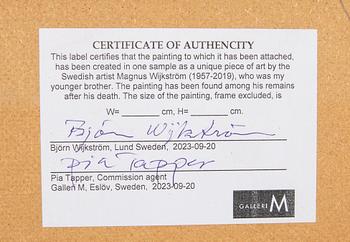 CERTIFICATE OF AUTHENCITY
This label certifies that the painting to which it has been attached,
has been created in one sample as a unique piece of art by the
Swedish artist Magnus Wijkström (1957-2019), who was my
younger brother. The painting has been found among his remains
after his death. The size of the painting, frame excluded, is
W= ________ cm, H= ________ cm.
Björn Wijkström
Björn Wijkström, Lund Sweden, 2023-09-20
Pia Tapper
Pia Tapper, Commission agent
Galleri M, Eslöv, Sweden, 2023-09-20
GALLERI M